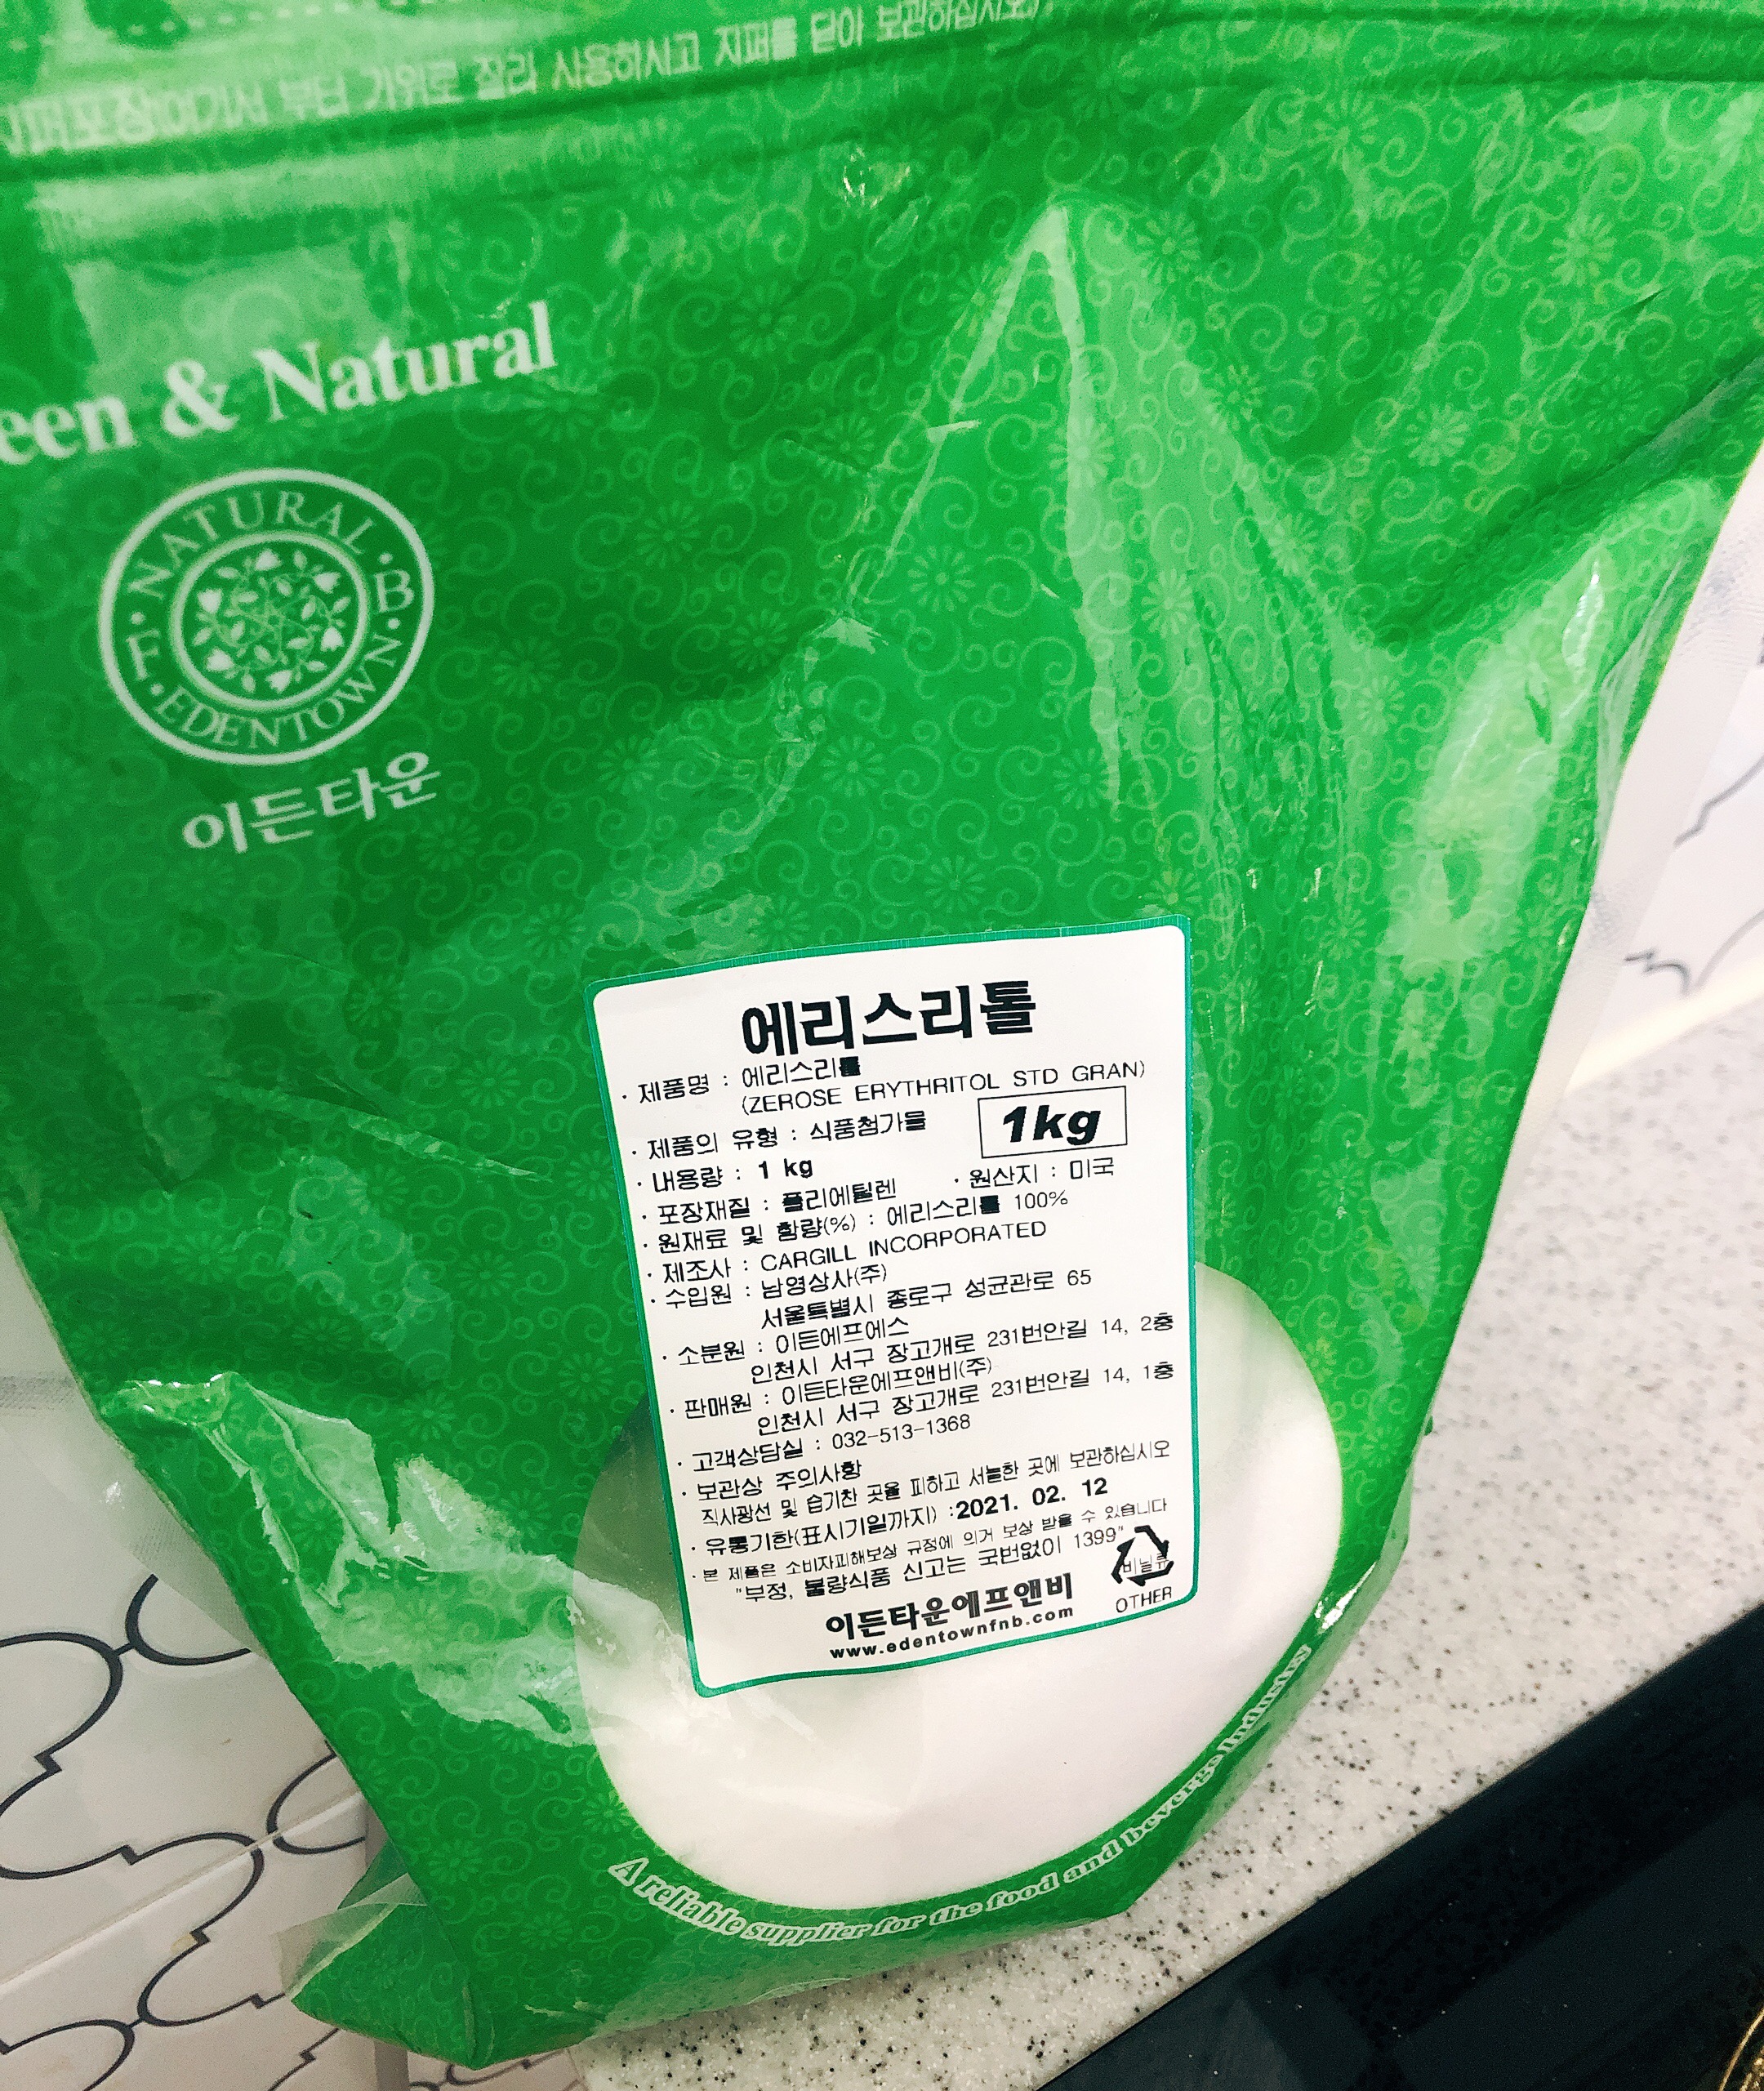 지퍼포장(여기서 부터 가위로 잘라 사용하시고 지퍼를 닫아 보관하십시오)
een & Natural
NATURAL
F · B
EDENTOWN
이든타운
에리스리톨
· 제품명 : 에리스리톨
(ZEROSE ERYTHRITOL STD GRAN)
· 제품의 유형 : 식품첨가물
1kg
· 내용량 : 1 kg
· 포장재질 : 폴리에틸렌 · 원산지 : 미국
· 원재료 및 함량(%) : 에리스리톨 100%
· 제조사 : CARGILL INCORPORATED
· 수입원 : 남영상사(주)
서울특별시 종로구 성균관로 65
· 소분원 : 이든에프에스
인천시 서구 장고개로 231번안길 14, 2층
· 판매원 : 이든타운에프앤비(주)
인천시 서구 장고개로 231번안길 14, 1층
· 고객상담실 : 032-513-1368
· 보관상 주의사항
직사광선 및 습기찬 곳을 피하고 서늘한 곳에 보관하십시오
· 유통기한(표시기일까지) :2021. 02. 12
· 본 제품은 소비자피해보상 규정에 의거 보상 받을 수 있습니다
"부정, 불량식품 신고는 국번없이 1399"
비닐류
OTHER
이든타운에프앤비
www.edentownfnb.com
A reliable supplier for the food and beverge Industry